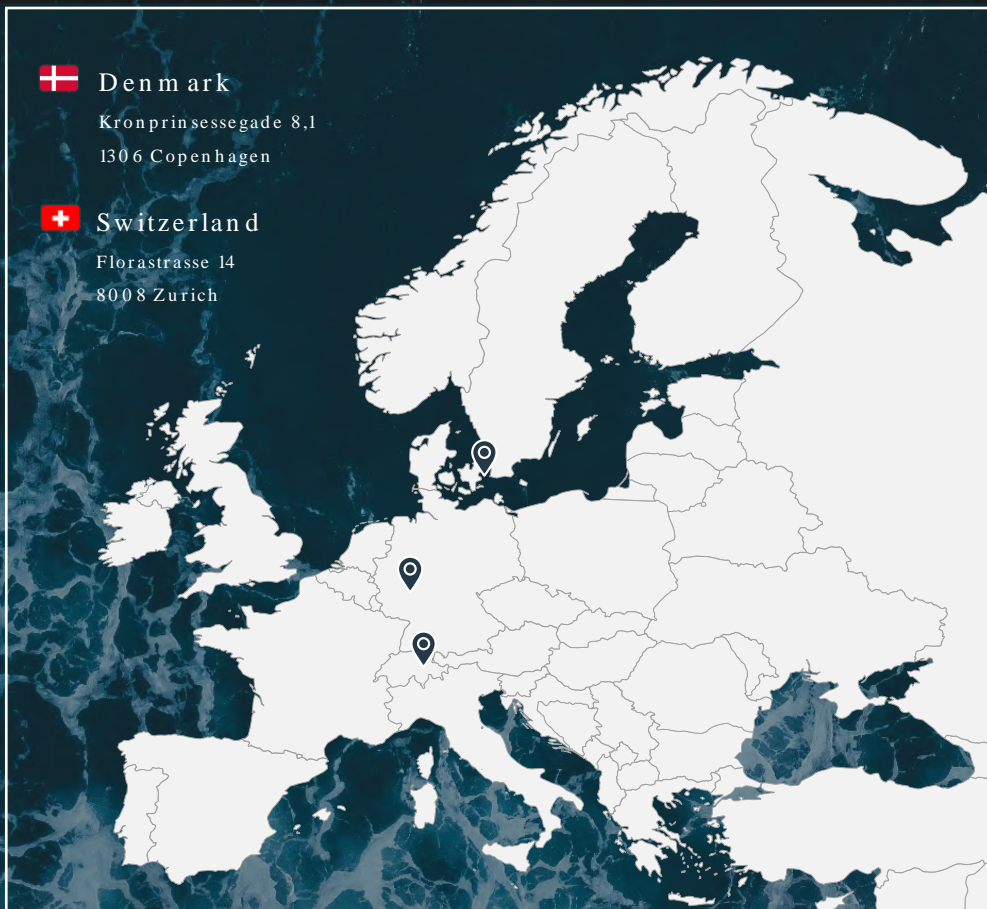 Denmark
Kronprinsessegade 8,1
1306 Copenhagen
Switzerland
Florastrasse 14
8008 Zurich